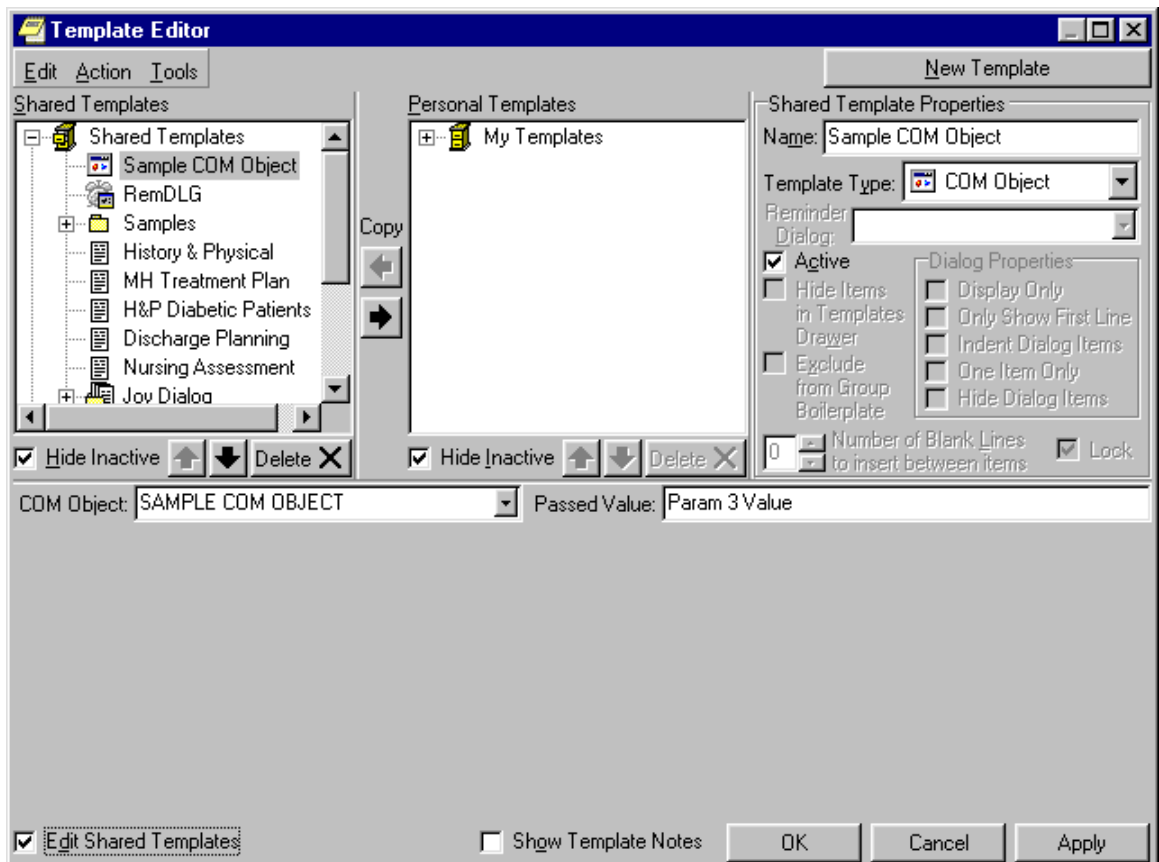 Template Editor
Edit Action Tools
New Template
Shared Templates
Shared Templates
Sample COM Object
RemDLG
Samples
History & Physical
MH Treatment Plan
H&P Diabetic Patients
Discharge Planning
Nursing Assessment
Joy Dialog
Hide Inactive
Delete
Copy
Personal Templates
My Templates
Hide Inactive
Delete
Shared Template Properties
Name: Sample COM Object
Template Type: COM Object
Reminder
Dialog:
Active
Hide Items
in Templates
Drawer
Exclude
from Group
Boilerplate
Dialog Properties
Display Only
Only Show First Line
Indent Dialog Items
One Item Only
Hide Dialog Items
0 Number of Blank Lines
to insert between items
Lock
COM Object: SAMPLE COM OBJECT Passed Value: Param 3 Value
Edit Shared Templates Show Template Notes OK Cancel Apply